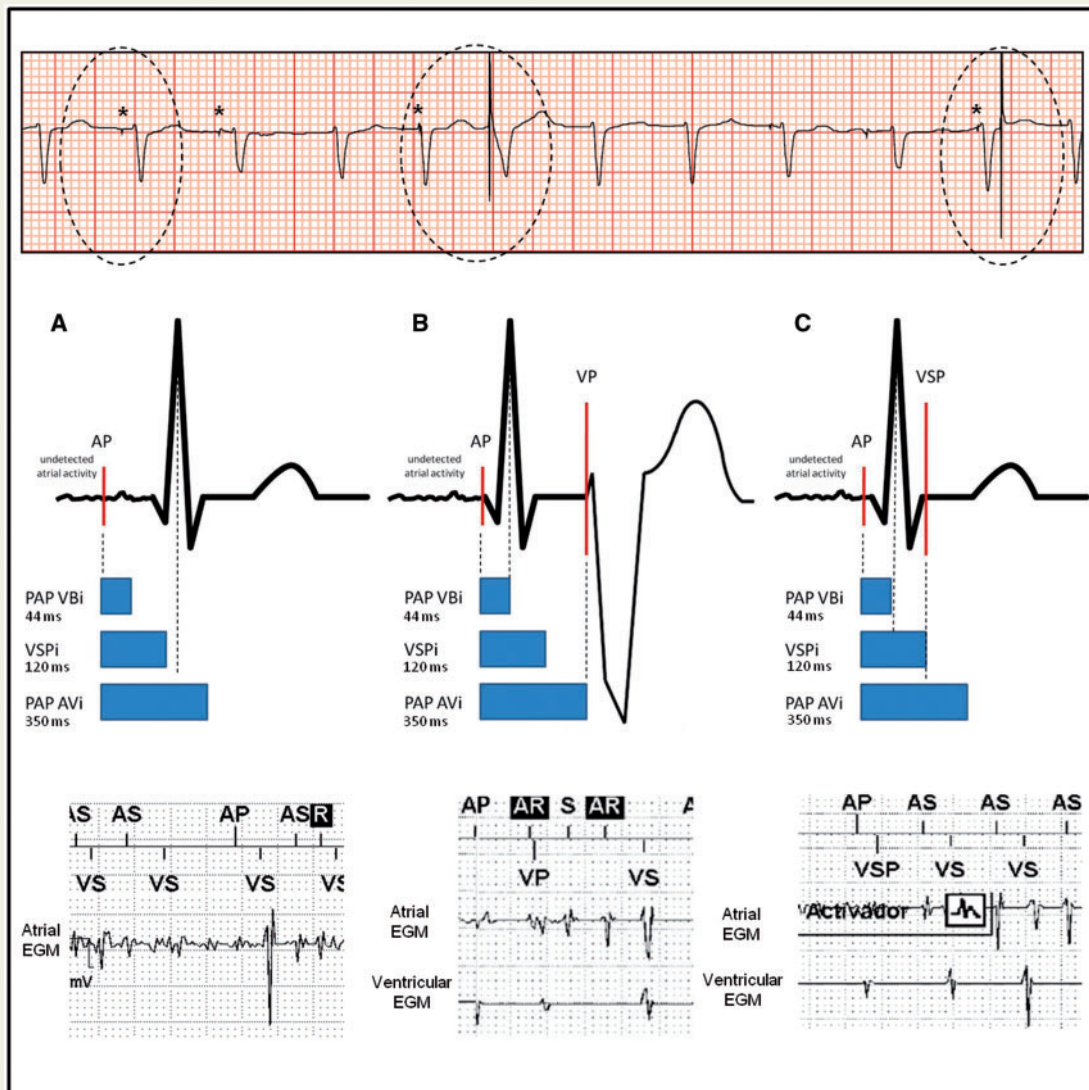 * * * *
A B C
VP VSP
AP AP AP
undetected atrial activity undetected atrial activity undetected atrial activity
PAP VBi 44 ms
VSPi 120 ms
PAP AVi 350 ms
PAP VBi 44 ms
VSPi 120 ms
PAP AVi 350 ms
PAP VBi 44 ms
VSPi 120 ms
PAP AVi 350 ms
AS AS AP AS R
VS VS VS VS
Atrial EGM
mV
AP AR S AR
VP VS
Atrial EGM
Ventricular EGM
AP AS AS AS
VSP VS VS
Activador
Atrial EGM
Ventricular EGM